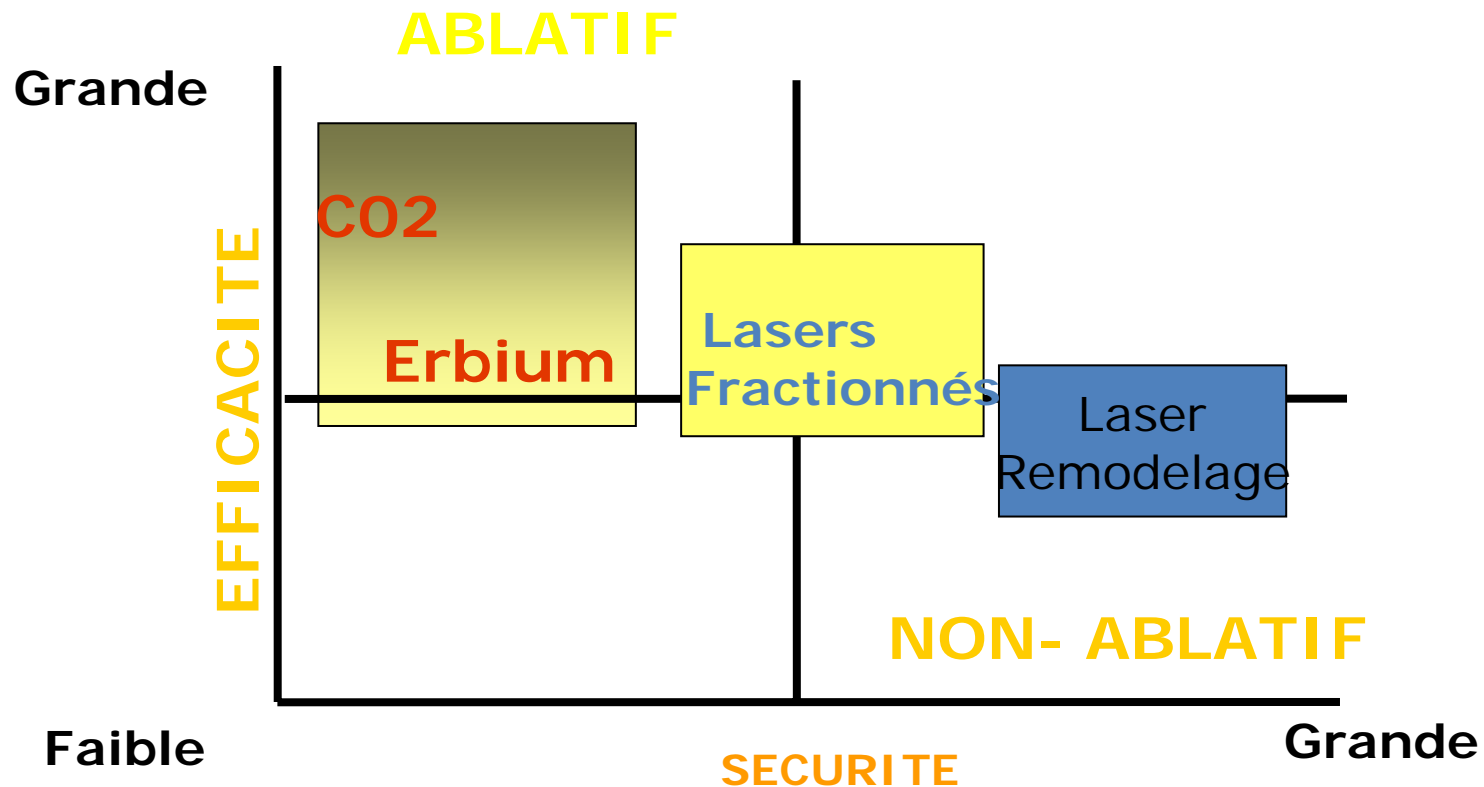 ABLATIF
Grande
CO2
EFFICACITE
Erbium
Lasers
Fractionnés
Laser
Remodelage
NON- ABLATIF
Faible
Grande
SECURITE